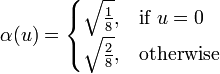 α(u) = { √(1/8), if u = 0
√(2/8), otherwise